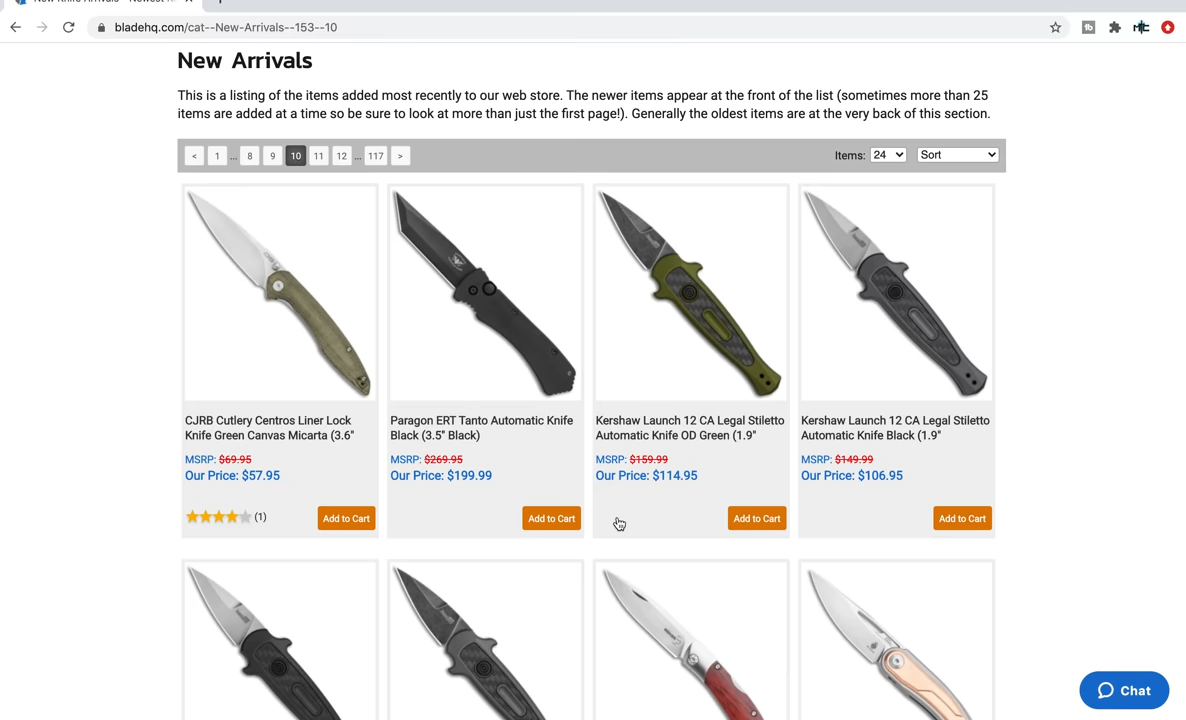 bladehq.com/cat--New-Arrivals--153--10
New Arrivals
This is a listing of the items added most recently to our web store. The newer items appear at the front of the list (sometimes more than 25
items are added at a time so be sure to look at more than just the first page!). Generally the oldest items are at the very back of this section.
< 1 ... 8 9 10 11 12 ... 117 > Items: 24 Sort
CJRB Cutlery Centros Liner Lock
Knife Green Canvas Micarta (3.6"
MSRP: $69.95
Our Price: $57.95
(1) Add to Cart
Paragon ERT Tanto Automatic Knife
Black (3.5" Black)
MSRP: $269.95
Our Price: $199.99
Add to Cart
Kershaw Launch 12 CA Legal Stiletto
Automatic Knife OD Green (1.9"
MSRP: $159.99
Our Price: $114.95
Add to Cart
Kershaw Launch 12 CA Legal Stiletto
Automatic Knife Black (1.9"
MSRP: $149.99
Our Price: $106.95
Add to Cart
Chat